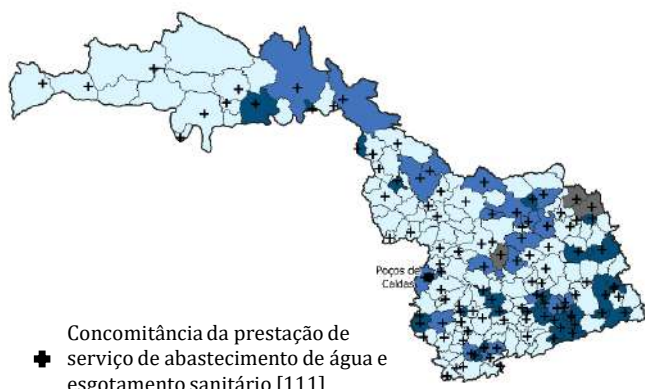 Poços de
Caldas
Concomitância da prestação de
serviço de abastecimento de água e
esgotamento sanitário [111]